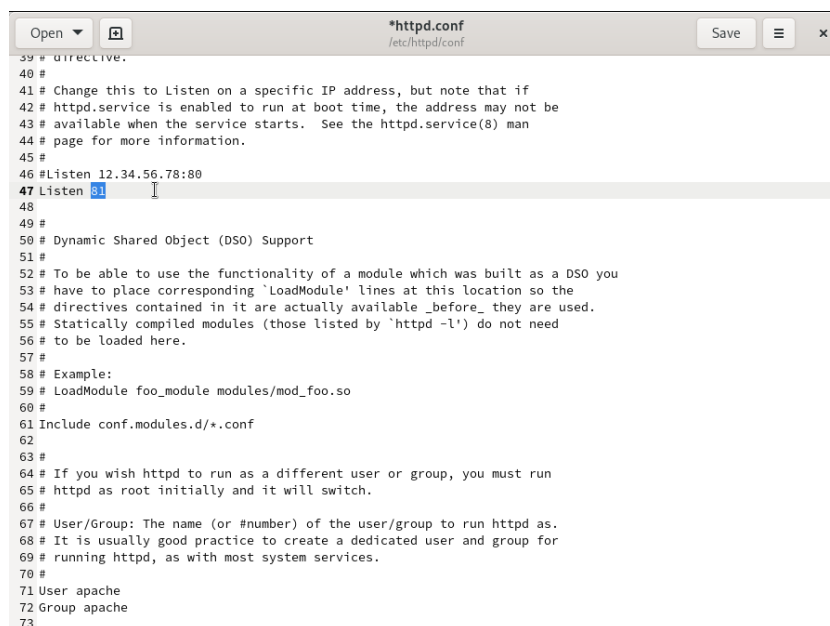 Open
*httpd.conf
/etc/httpd/conf
Save
39 # directive.
40 #
41 # Change this to Listen on a specific IP address, but note that if
42 # httpd.service is enabled to run at boot time, the address may not be
43 # available when the service starts.  See the httpd.service(8) man
44 # page for more information.
45 #
46 #Listen 12.34.56.78:80
47 Listen 81
48
49 #
50 # Dynamic Shared Object (DSO) Support
51 #
52 # To be able to use the functionality of a module which was built as a DSO you
53 # have to place corresponding `LoadModule' lines at this location so the
54 # directives contained in it are actually available _before_ they are used.
55 # Statically compiled modules (those listed by `httpd -l') do not need
56 # to be loaded here.
57 #
58 # Example:
59 # LoadModule foo_module modules/mod_foo.so
60 #
61 Include conf.modules.d/*.conf
62
63 #
64 # If you wish httpd to run as a different user or group, you must run
65 # httpd as root initially and it will switch.
66 #
67 # User/Group: The name (or #number) of the user/group to run httpd as.
68 # It is usually good practice to create a dedicated user and group for
69 # running httpd, as with most system services.
70 #
71 User apache
72 Group apache
73